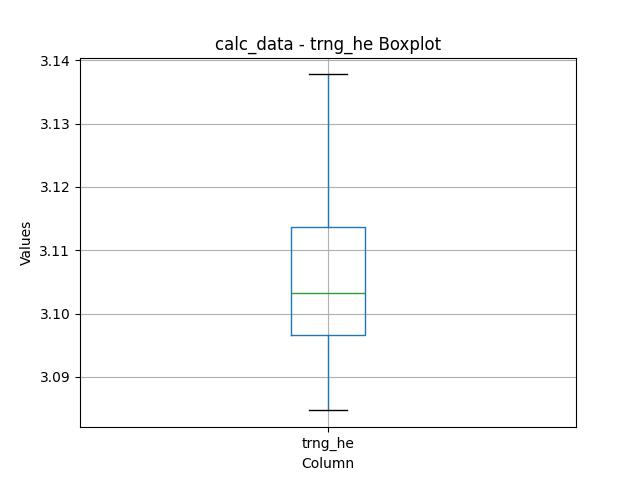 calc_data - trng_he Boxplot
3.14
3.13
3.12
3.11
3.10
3.09
Values
trng_he
Column